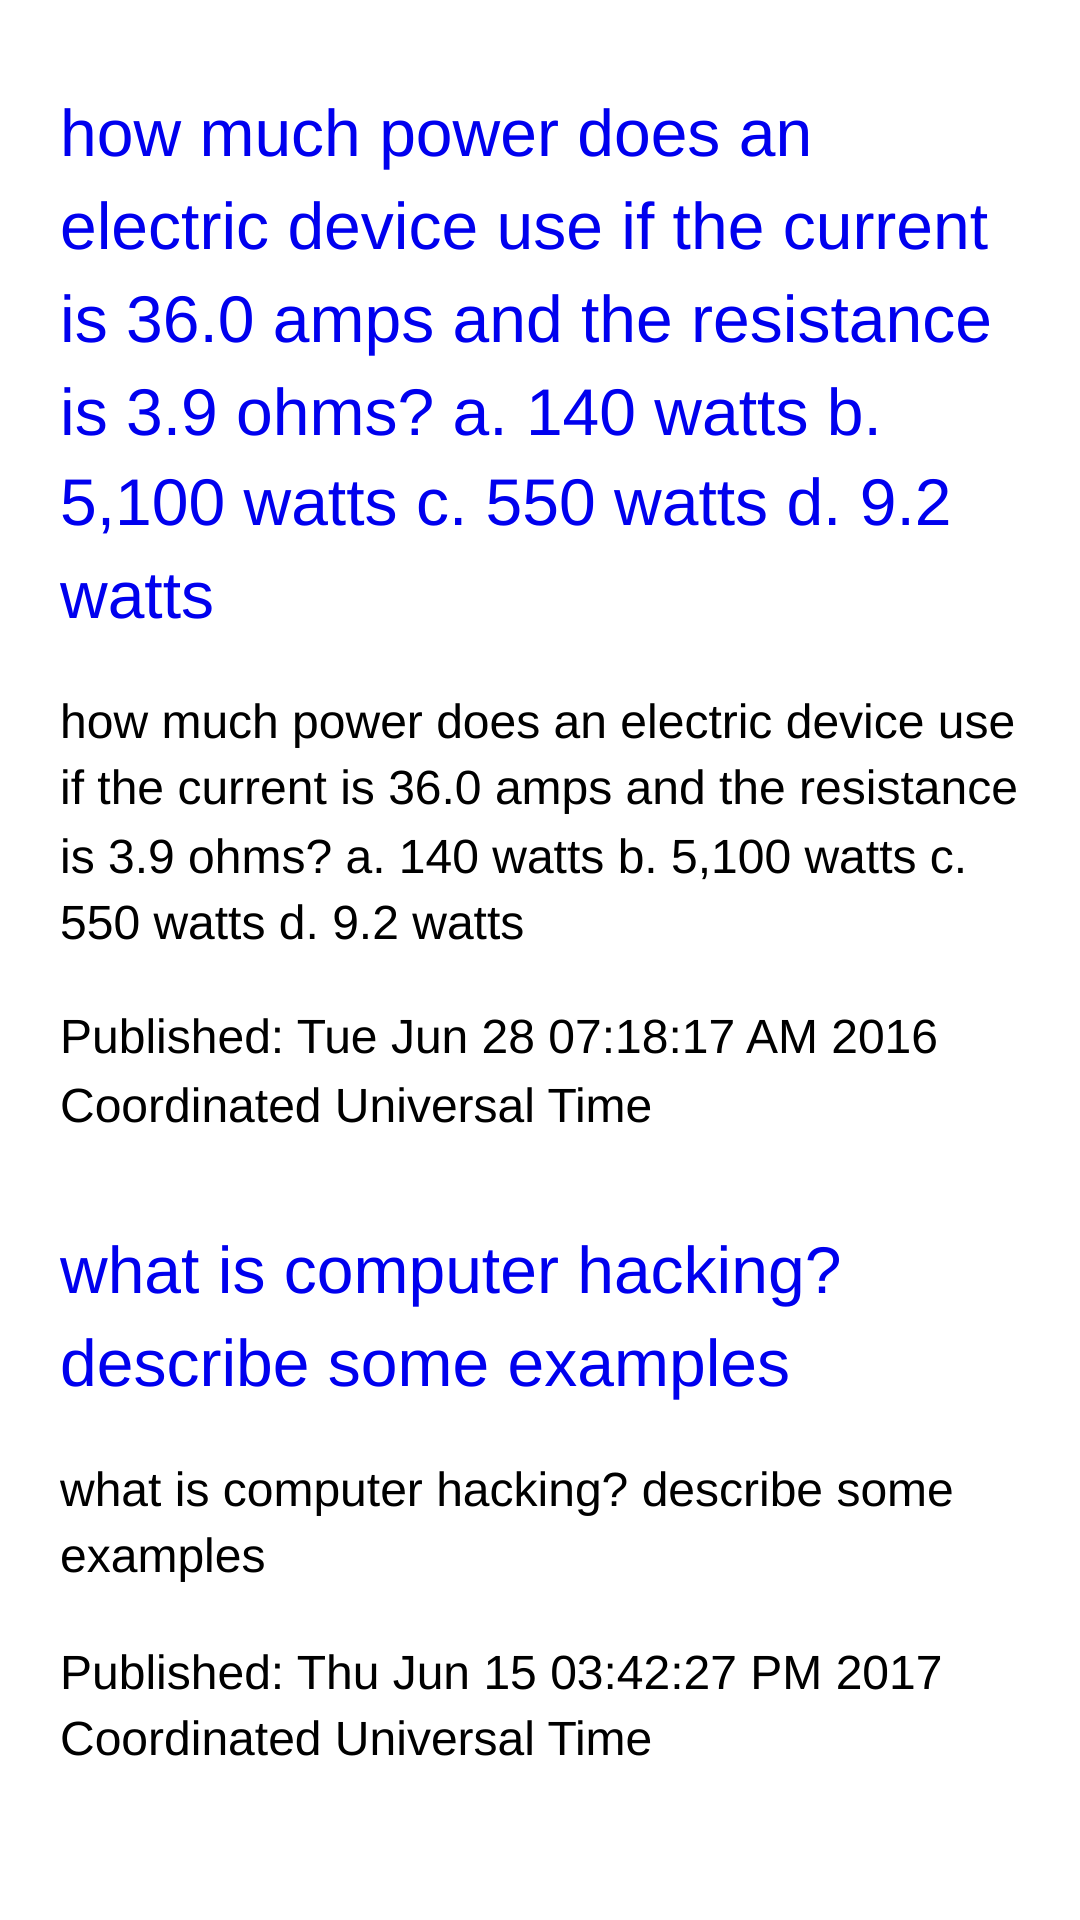 how much power does an
electric device use if the current
is 36.0 amps and the resistance
is 3.9 ohms? a. 140 watts b.
5,100 watts c. 550 watts d. 9.2
watts
how much power does an electric device use
if the current is 36.0 amps and the resistance
is 3.9 ohms? a. 140 watts b. 5,100 watts c.
550 watts d. 9.2 watts
Published: Tue Jun 28 07:18:17 AM 2016
Coordinated Universal Time
what is computer hacking?
describe some examples
what is computer hacking? describe some
examples
Published: Thu Jun 15 03:42:27 PM 2017
Coordinated Universal Time